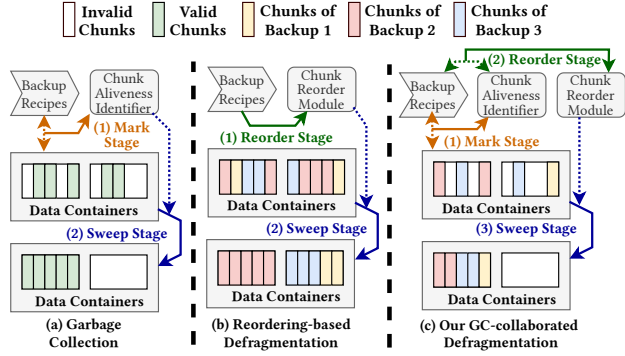 Invalid Chunks
Valid Chunks
Chunks of Backup 1
Chunks of Backup 2
Chunks of Backup 3
Backup Recipes
Chunk Aliveness Identifier
(1) Mark Stage
Data Containers
(2) Sweep Stage
Data Containers
(a) Garbage Collection
Backup Recipes
Chunk Reorder Module
(1) Reorder Stage
Data Containers
(2) Sweep Stage
Data Containers
(b) Reordering-based Defragmentation
(2) Reorder Stage
Backup Recipes
Chunk Aliveness Identifier
Chunk Reorder Module
(1) Mark Stage
Data Containers
(3) Sweep Stage
Data Containers
(c) Our GC-collaborated Defragmentation